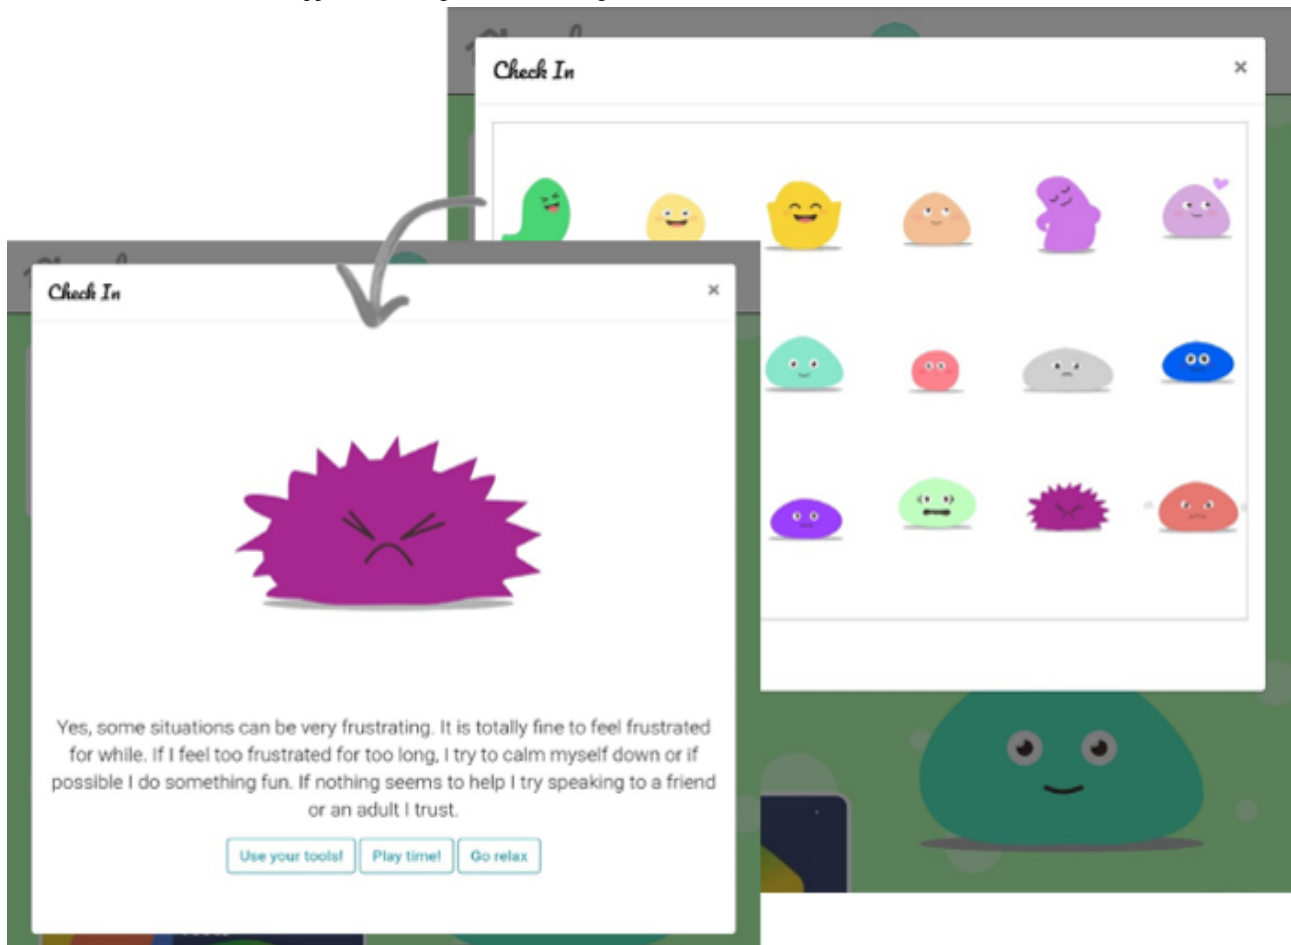 Check In
×
Check In
×
Yes, some situations can be very frustrating. It is totally fine to feel frustrated
for while. If I feel too frustrated for too long, I try to calm myself down or if
possible I do something fun. If nothing seems to help I try speaking to a friend
or an adult I trust.
Use your tools!
Play time!
Go relax